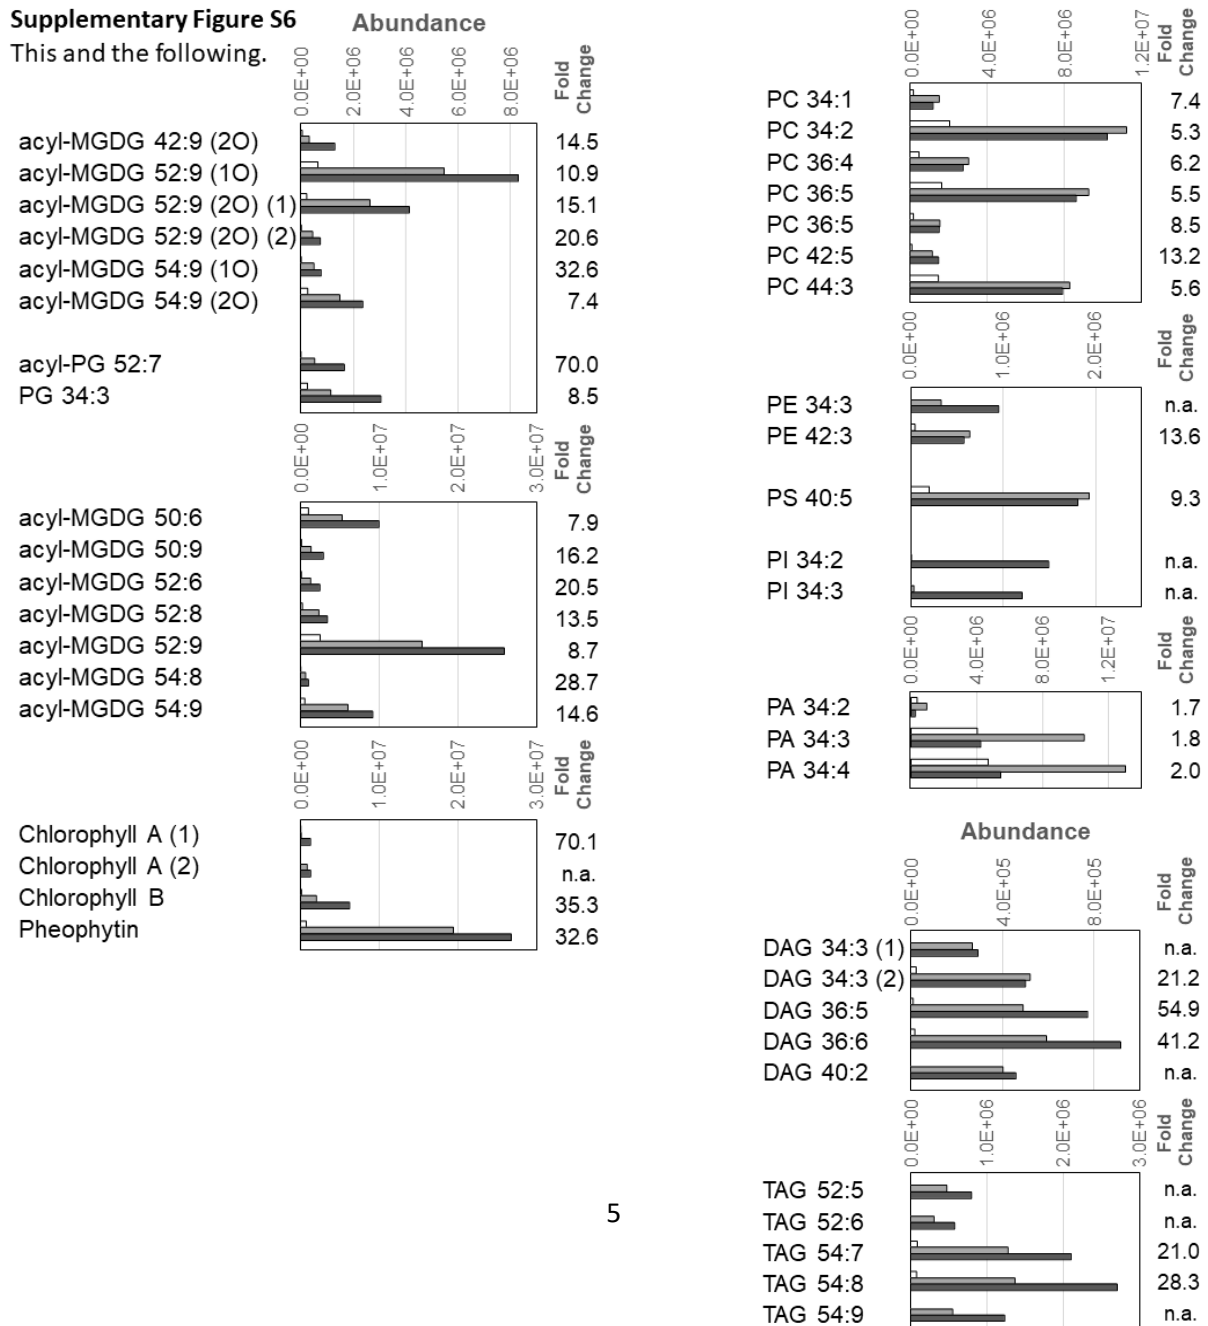 Supplementary Figure S6
This and the following.
Abundance
0.0E+00 2.0E+06 4.0E+06 6.0E+06 8.0E+06 Fold Change
acyl-MGDG 42:9 (2O) 14.5
acyl-MGDG 52:9 (1O) 10.9
acyl-MGDG 52:9 (2O) (1) 15.1
acyl-MGDG 52:9 (2O) (2) 20.6
acyl-MGDG 54:9 (1O) 32.6
acyl-MGDG 54:9 (2O) 7.4
acyl-PG 52:7 70.0
PG 34:3 8.5
0.0E+00 1.0E+07 2.0E+07 3.0E+07 Fold Change
acyl-MGDG 50:6 7.9
acyl-MGDG 50:9 16.2
acyl-MGDG 52:6 20.5
acyl-MGDG 52:8 13.5
acyl-MGDG 52:9 8.7
acyl-MGDG 54:8 28.7
acyl-MGDG 54:9 14.6
0.0E+00 1.0E+07 2.0E+07 3.0E+07 Fold Change
Chlorophyll A (1) 70.1
Chlorophyll A (2) n.a.
Chlorophyll B 35.3
Pheophytin 32.6
0.0E+00 4.0E+06 8.0E+06 1.2E+07 Fold Change
PC 34:1 7.4
PC 34:2 5.3
PC 36:4 6.2
PC 36:5 5.5
PC 36:5 8.5
PC 42:5 13.2
PC 44:3 5.6
0.0E+00 1.0E+06 2.0E+06 Fold Change
PE 34:3 n.a.
PE 42:3 13.6
PS 40:5 9.3
PI 34:2 n.a.
PI 34:3 n.a.
0.0E+00 4.0E+06 8.0E+06 1.2E+07 Fold Change
PA 34:2 1.7
PA 34:3 1.8
PA 34:4 2.0
Abundance
0.0E+00 4.0E+05 8.0E+05 Fold Change
DAG 34:3 (1) n.a.
DAG 34:3 (2) 21.2
DAG 36:5 54.9
DAG 36:6 41.2
DAG 40:2 n.a.
0.0E+00 1.0E+06 2.0E+06 3.0E+06 Fold Change
TAG 52:5 n.a.
TAG 52:6 n.a.
TAG 54:7 21.0
TAG 54:8 28.3
TAG 54:9 n.a.
5